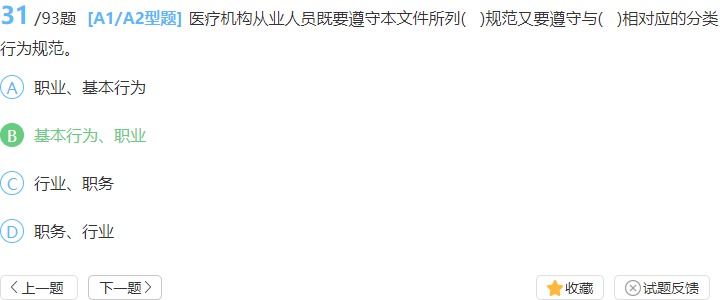 31 /93题 [A1/A2型题] 医疗机构从业人员既要遵守本文件所列( )规范又要遵守与( )相对应的分类
行为规范。
A 职业、基本行为
B 基本行为、职业
C 行业、职务
D 职务、行业
上一题 下一题 收藏 试题反馈